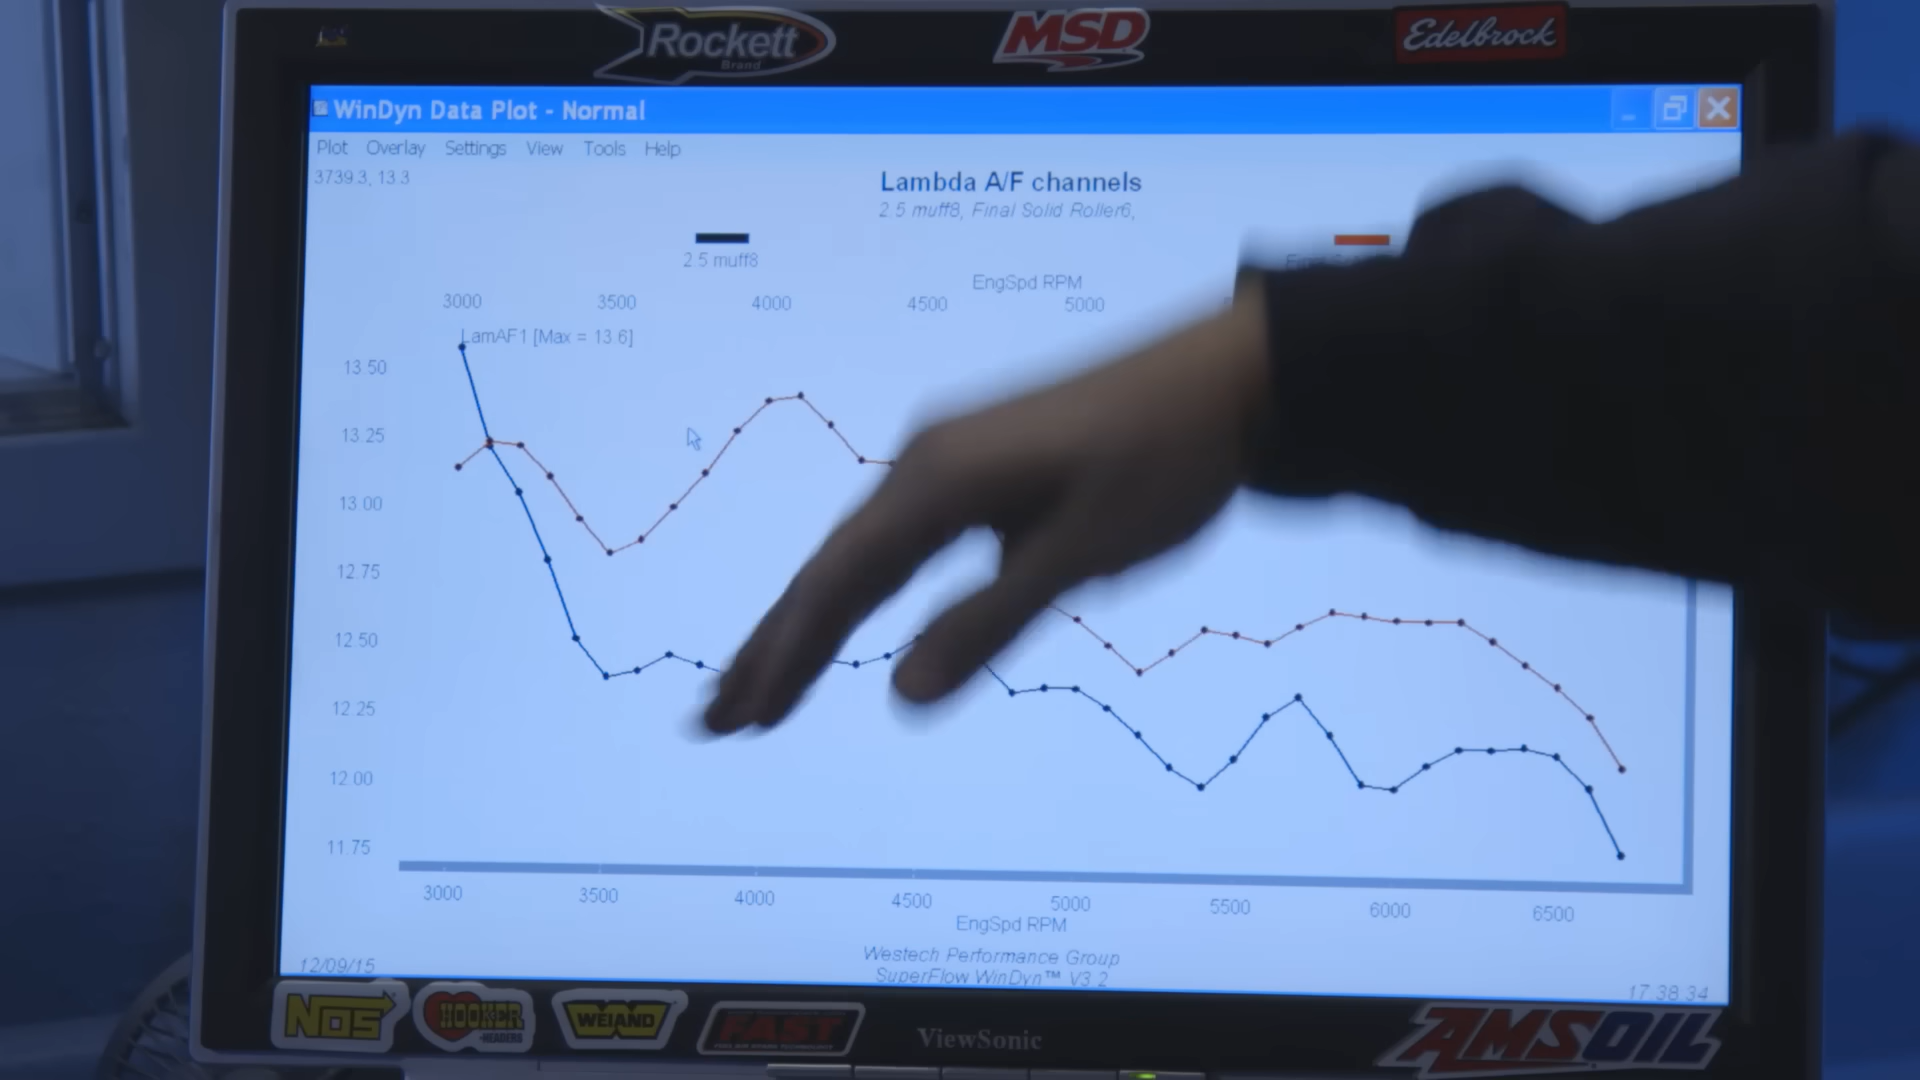 Rockett
Brand
MSD
Edelbrock
WinDyn Data Plot - Normal
Plot Overlay Settings View Tools Help
3739.3, 13.3
Lambda A/F channels
2.5 muff8, Final Solid Roller6,
2.5 muff8
EngSpd RPM
3000 3500 4000 4500 5000
LamAF1 [Max = 13.6]
13.50
13.25
13.00
12.75
12.50
12.25
12.00
11.75
3000 3500 4000 4500 5000 5500 6000 6500
EngSpd RPM
Westech Performance Group
SuperFlow WinDyn™ V3.2
12/09/15
17:38:34
NOS
HOOKER
HEADERS
WEIAND
FAST
ViewSonic
AMSOIL